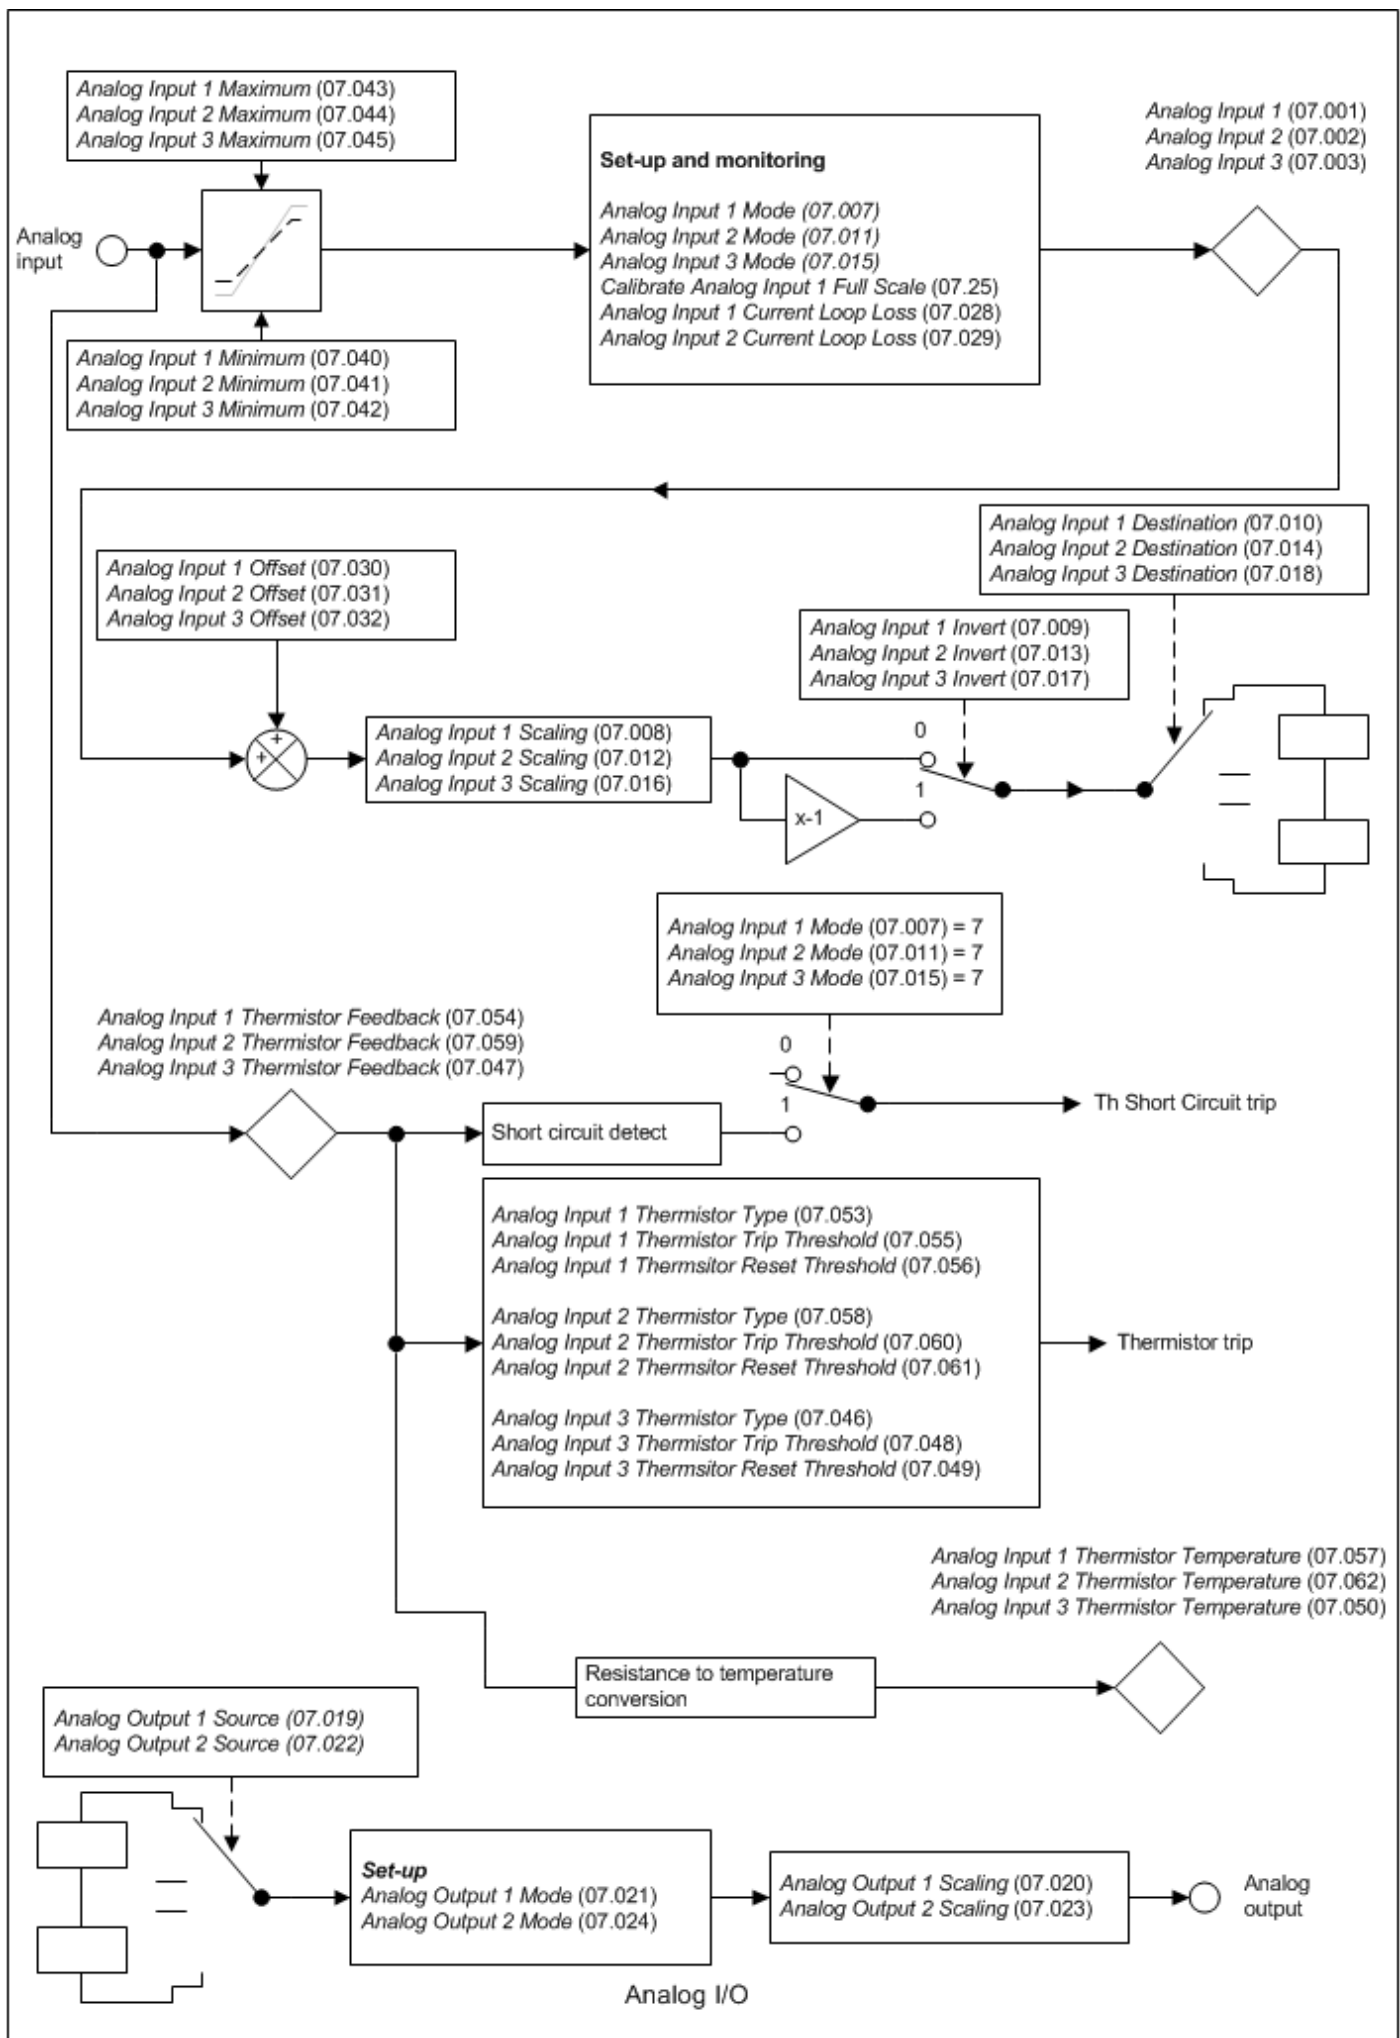 Analog Input 1 Maximum (07.043)
Analog Input 2 Maximum (07.044)
Analog Input 3 Maximum (07.045)
Analog
input
Analog Input 1 Minimum (07.040)
Analog Input 2 Minimum (07.041)
Analog Input 3 Minimum (07.042)
Set-up and monitoring
Analog Input 1 Mode (07.007)
Analog Input 2 Mode (07.011)
Analog Input 3 Mode (07.015)
Calibrate Analog Input 1 Full Scale (07.25)
Analog Input 1 Current Loop Loss (07.028)
Analog Input 2 Current Loop Loss (07.029)
Analog Input 1 (07.001)
Analog Input 2 (07.002)
Analog Input 3 (07.003)
Analog Input 1 Offset (07.030)
Analog Input 2 Offset (07.031)
Analog Input 3 Offset (07.032)
+
+
Analog Input 1 Scaling (07.008)
Analog Input 2 Scaling (07.012)
Analog Input 3 Scaling (07.016)
x-1
Analog Input 1 Invert (07.009)
Analog Input 2 Invert (07.013)
Analog Input 3 Invert (07.017)
0
1
Analog Input 1 Destination (07.010)
Analog Input 2 Destination (07.014)
Analog Input 3 Destination (07.018)
Analog Input 1 Mode (07.007) = 7
Analog Input 2 Mode (07.011) = 7
Analog Input 3 Mode (07.015) = 7
0
1
Th Short Circuit trip
Analog Input 1 Thermistor Feedback (07.054)
Analog Input 2 Thermistor Feedback (07.059)
Analog Input 3 Thermistor Feedback (07.047)
Short circuit detect
Analog Input 1 Thermistor Type (07.053)
Analog Input 1 Thermistor Trip Threshold (07.055)
Analog Input 1 Thermsitor Reset Threshold (07.056)
Analog Input 2 Thermistor Type (07.058)
Analog Input 2 Thermistor Trip Threshold (07.060)
Analog Input 2 Thermsitor Reset Threshold (07.061)
Analog Input 3 Thermistor Type (07.046)
Analog Input 3 Thermistor Trip Threshold (07.048)
Analog Input 3 Thermsitor Reset Threshold (07.049)
Thermistor trip
Analog Input 1 Thermistor Temperature (07.057)
Analog Input 2 Thermistor Temperature (07.062)
Analog Input 3 Thermistor Temperature (07.050)
Resistance to temperature
conversion
Analog Output 1 Source (07.019)
Analog Output 2 Source (07.022)
Set-up
Analog Output 1 Mode (07.021)
Analog Output 2 Mode (07.024)
Analog Output 1 Scaling (07.020)
Analog Output 2 Scaling (07.023)
Analog
output
Analog I/O